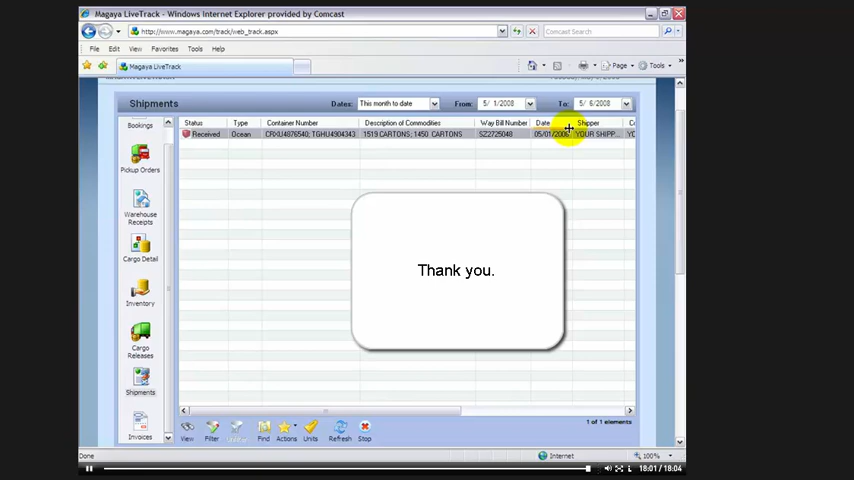 Magaya LiveTrack - Windows Internet Explorer provided by Comcast
http://www.magaya.com/track/web_track.aspx
Comcast Search
File Edit View Favorites Tools Help
Magaya LiveTrack
Page Tools
Shipments
Dates: This month to date From: 5/ 1/2008 To: 5/ 6/2008
Status Type Container Number Description of Commodities Way Bill Number Date Shipper
Received Ocean CRXU4876540; TGHU4904343 1519 CARTONS; 1450 CARTONS SZ2725048 05/01/2008 YOUR SHIPP...
Bookings
Pickup Orders
Warehouse
Receipts
Cargo Detail
Inventory
Cargo
Releases
Shipments
Invoices
Thank you.
1 of 1 elements
View Filter Find Actions Units Refresh Stop
Done Internet 100%
18:01 / 18:04